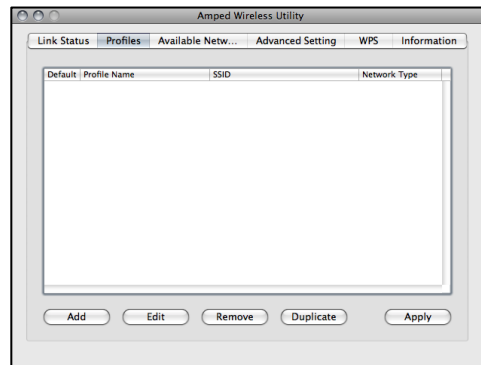 Amped Wireless Utility
Link Status Profiles Available Netw... Advanced Setting WPS Information
Default Profile Name SSID Network Type
Add Edit Remove Duplicate Apply